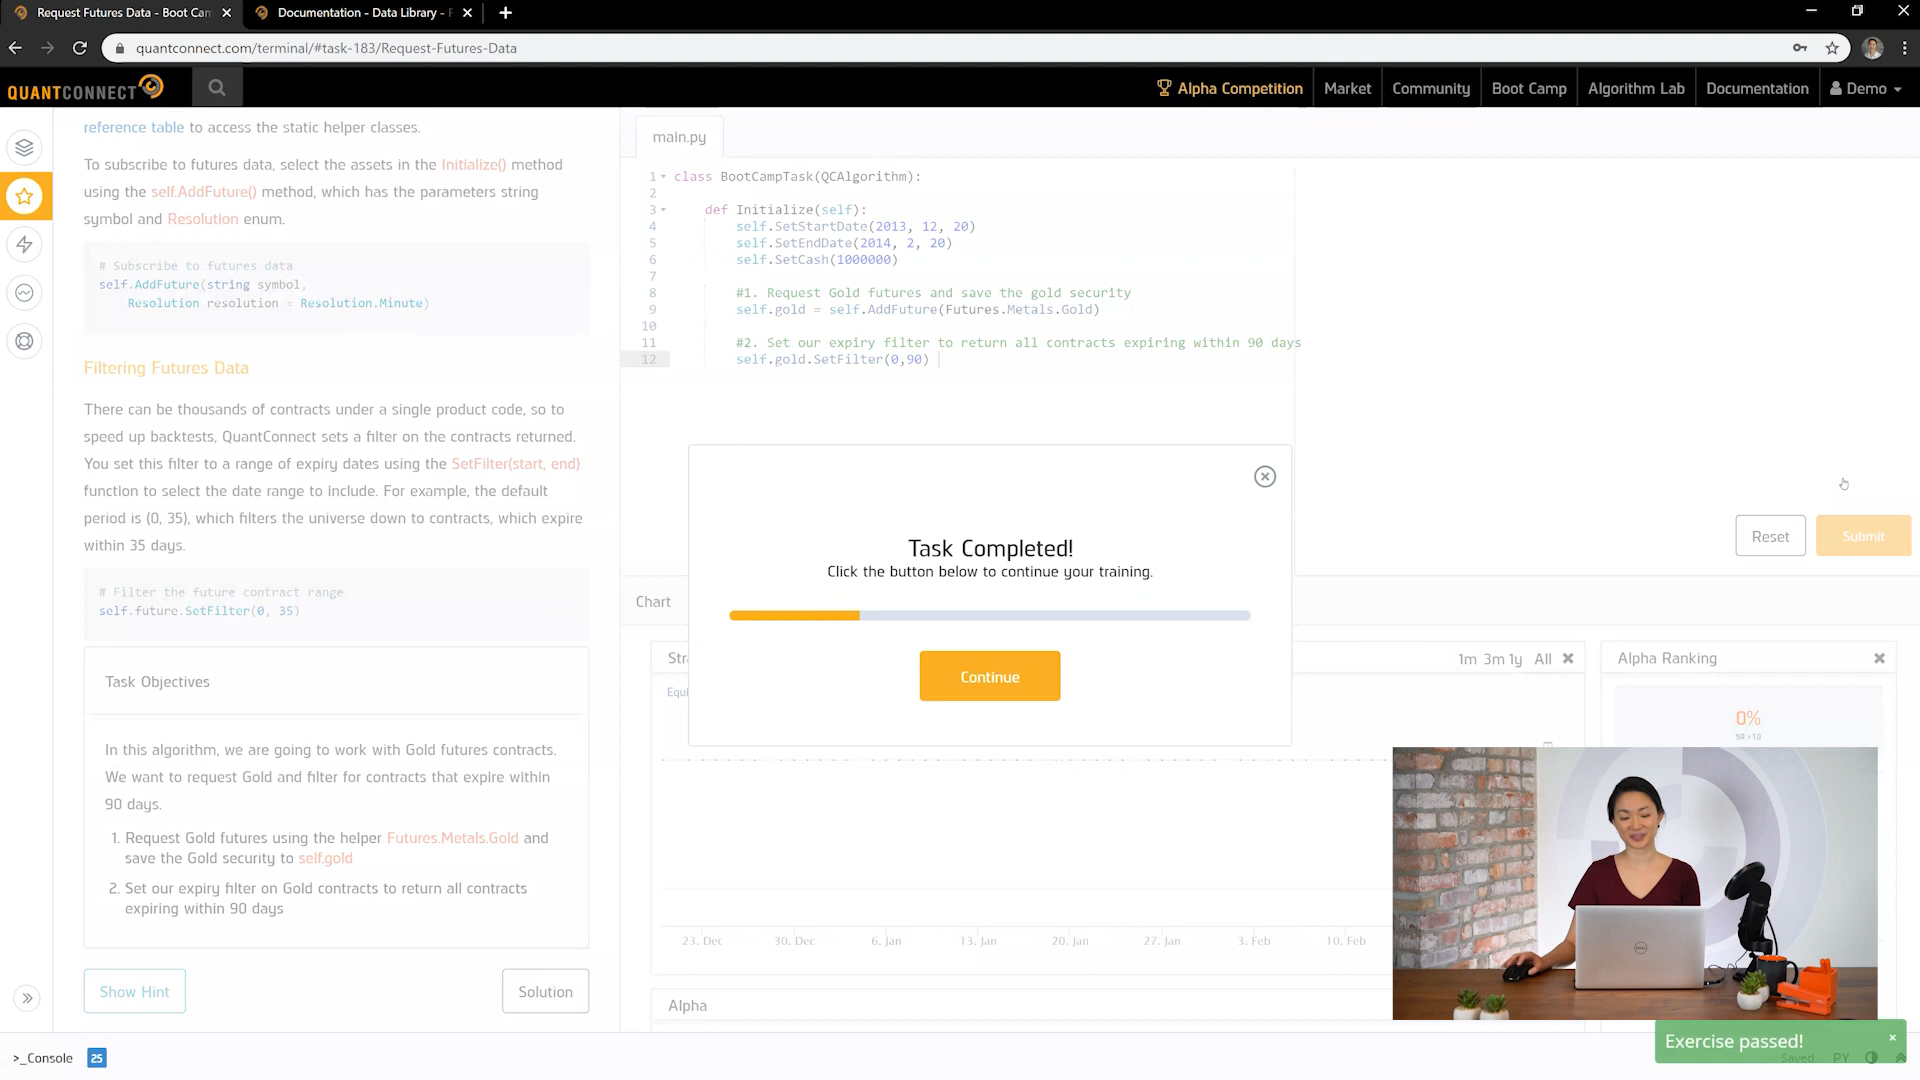 Request Futures Data - Boot Cam
Documentation - Data Library -
quantconnect.com/terminal/#task-183/Request-Futures-Data
QUANTCONNECT
Alpha Competition
Market
Community
Boot Camp
Algorithm Lab
Documentation
Demo
reference table to access the static helper classes.
To subscribe to futures data, select the assets in the Initialize() method
using the self.AddFuture() method, which has the parameters string
symbol and Resolution enum.
# Subscribe to futures data
self.AddFuture(string symbol,
Resolution resolution = Resolution.Minute)
Filtering Futures Data
There can be thousands of contracts under a single product code, so to
speed up backtests, QuantConnect sets a filter on the contracts returned.
You set this filter to a range of expiry dates using the SetFilter(start, end)
function to select the date range to include. For example, the default
period is (0, 35), which filters the universe down to contracts, which expire
within 35 days.
# Filter the future contract range
self.future.SetFilter(0, 35)
Task Objectives
In this algorithm, we are going to work with Gold futures contracts.
We want to request Gold and filter for contracts that expire within
90 days.
1. Request Gold futures using the helper Futures.Metals.Gold and
save the Gold security to self.gold
2. Set our expiry filter on Gold contracts to return all contracts
expiring within 90 days
Show Hint
Solution
main.py
1 class BootCampTask(QCAlgorithm):
2
3 def Initialize(self):
4 self.SetStartDate(2013, 12, 20)
5 self.SetEndDate(2014, 2, 20)
6 self.SetCash(1000000)
7
8 #1. Request Gold futures and save the gold security
9 self.gold = self.AddFuture(Futures.Metals.Gold)
10
11 #2. Set our expiry filter to return all contracts expiring within 90 days
12 self.gold.SetFilter(0,90)
Reset
Submit
Task Completed!
Click the button below to continue your training.
Continue
Chart
Str
1m 3m 1y All
Alpha Ranking
Equi
0%
23. Dec
30. Dec
6. Jan
13. Jan
20. Jan
27. Jan
3. Feb
10. Feb
Alpha
Exercise passed!
>_Console
25
Saved.
PY